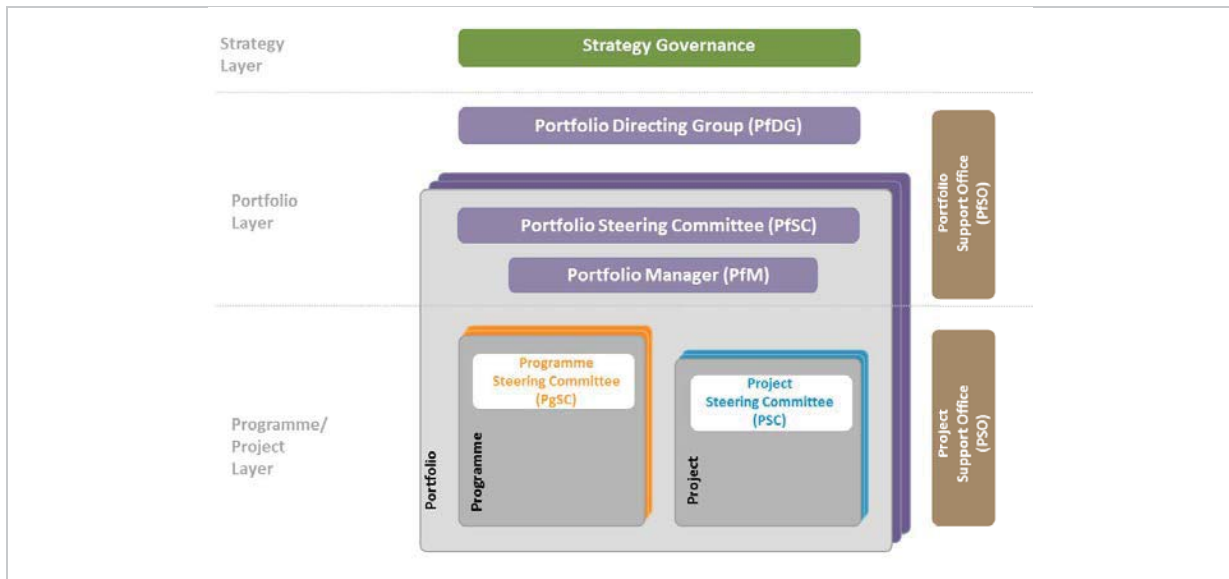 Strategy
Layer
Strategy Governance
Portfolio Directing Group (PfDG)
Portfolio
Layer
Portfolio Steering Committee (PfSC)
Portfolio Manager (PfM)
Portfolio
Support Office
(PfSO)
Programme/
Project
Layer
Portfolio
Programme
Programme
Steering Committee
(PgSC)
Project
Project
Steering Committee
(PSC)
Project
Support Office
(PSO)